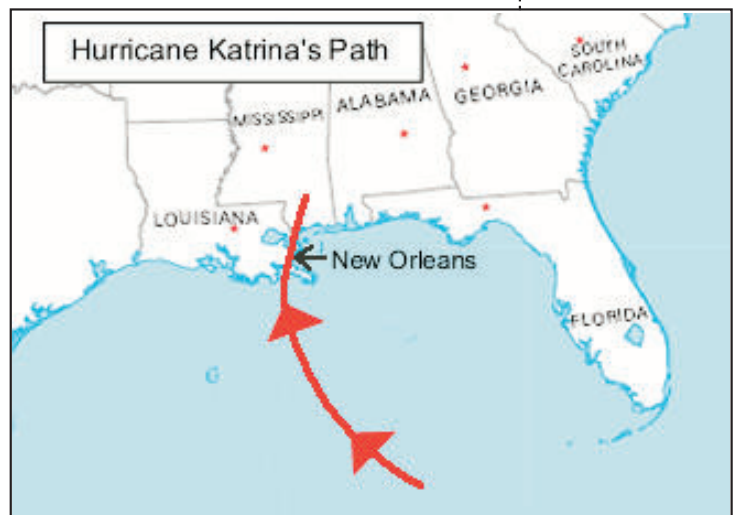 Hurricane Katrina's Path
SOUTH
CAROLINA
GEORGIA
ALABAMA
MISSISSIPPI
LOUISIANA
New Orleans
FLORIDA